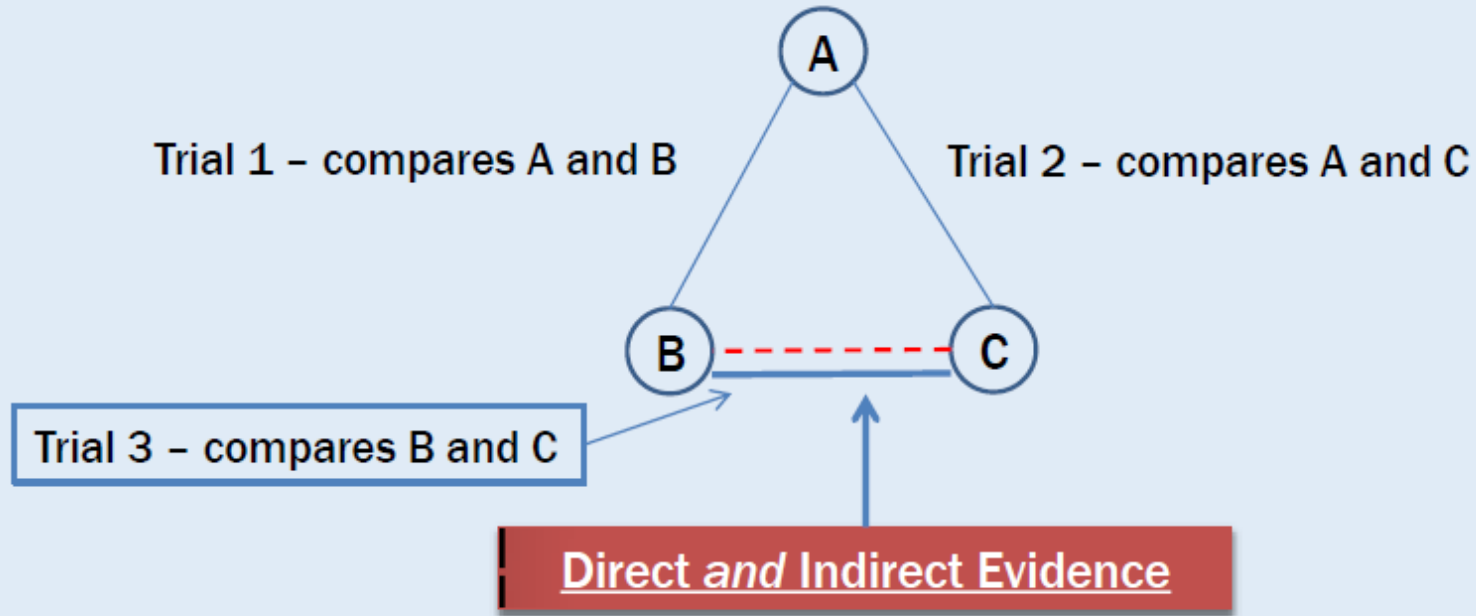 A
Trial 1 – compares A and B
Trial 2 – compares A and C
B
C
Trial 3 – compares B and C
Direct and Indirect Evidence